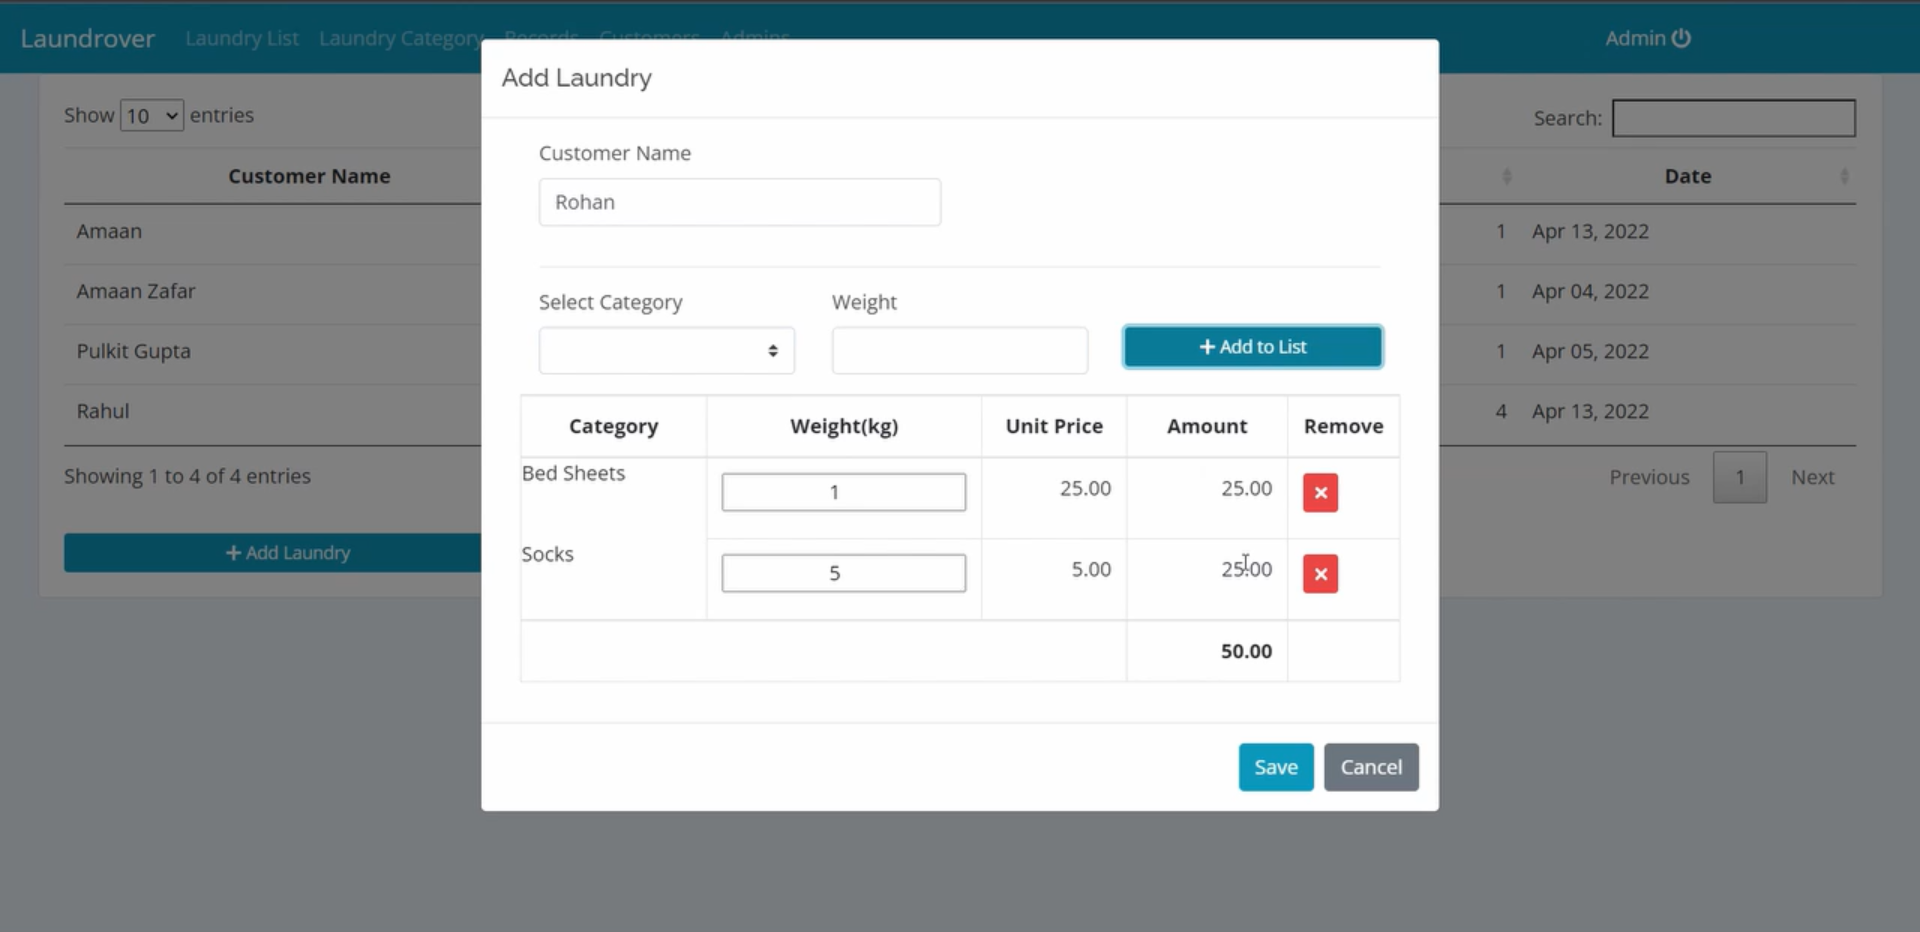 Laundrover Laundry List Laundry Category Records Customers Admins Admin
Add Laundry
Show 10 entries
Search:
Customer Name
Rohan
Customer Name Date
Amaan 1 Apr 13, 2022
Amaan Zafar 1 Apr 04, 2022
Pulkit Gupta 1 Apr 05, 2022
Rahul 4 Apr 13, 2022
Showing 1 to 4 of 4 entries
Previous 1 Next
+ Add Laundry
Select Category Weight
+ Add to List
Category Weight(kg) Unit Price Amount Remove
Bed Sheets 1 25.00 25.00 ×
Socks 5 5.00 25.00 ×
50.00
Save Cancel